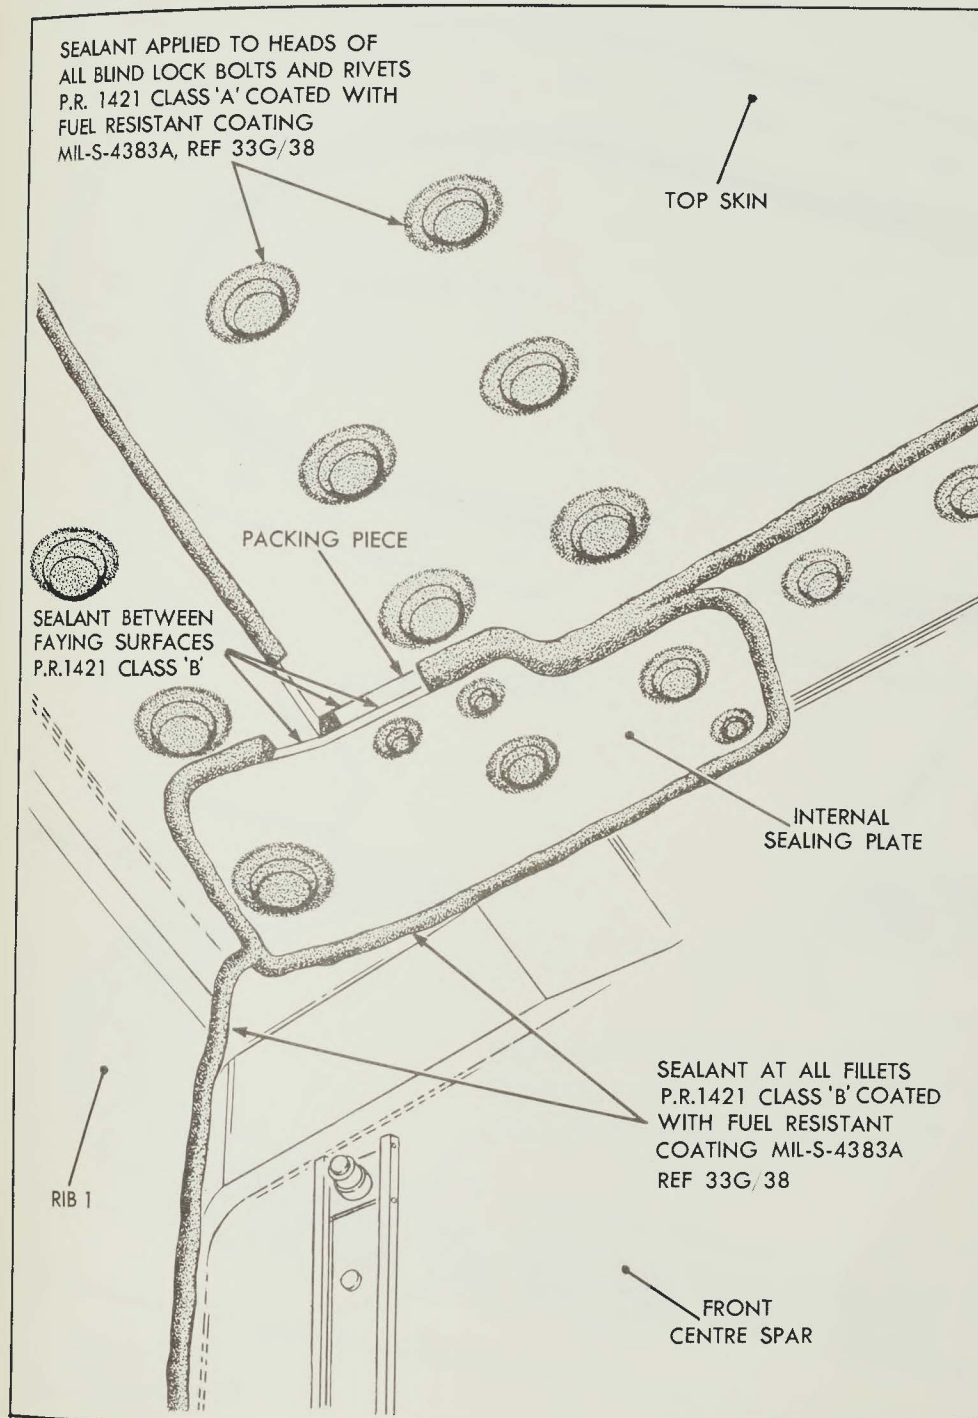 SEALANT APPLIED TO HEADS OF
ALL BLIND LOCK BOLTS AND RIVETS
P.R. 1421 CLASS 'A' COATED WITH
FUEL RESISTANT COATING
MIL-S-4383A, REF 33G/38
TOP SKIN
PACKING PIECE
SEALANT BETWEEN
FAYING SURFACES
P.R.1421 CLASS 'B'
INTERNAL
SEALING PLATE
SEALANT AT ALL FILLETS
P.R.1421 CLASS 'B' COATED
WITH FUEL RESISTANT
COATING MIL-S-4383A
REF 33G/38
RIB 1
FRONT
CENTRE SPAR